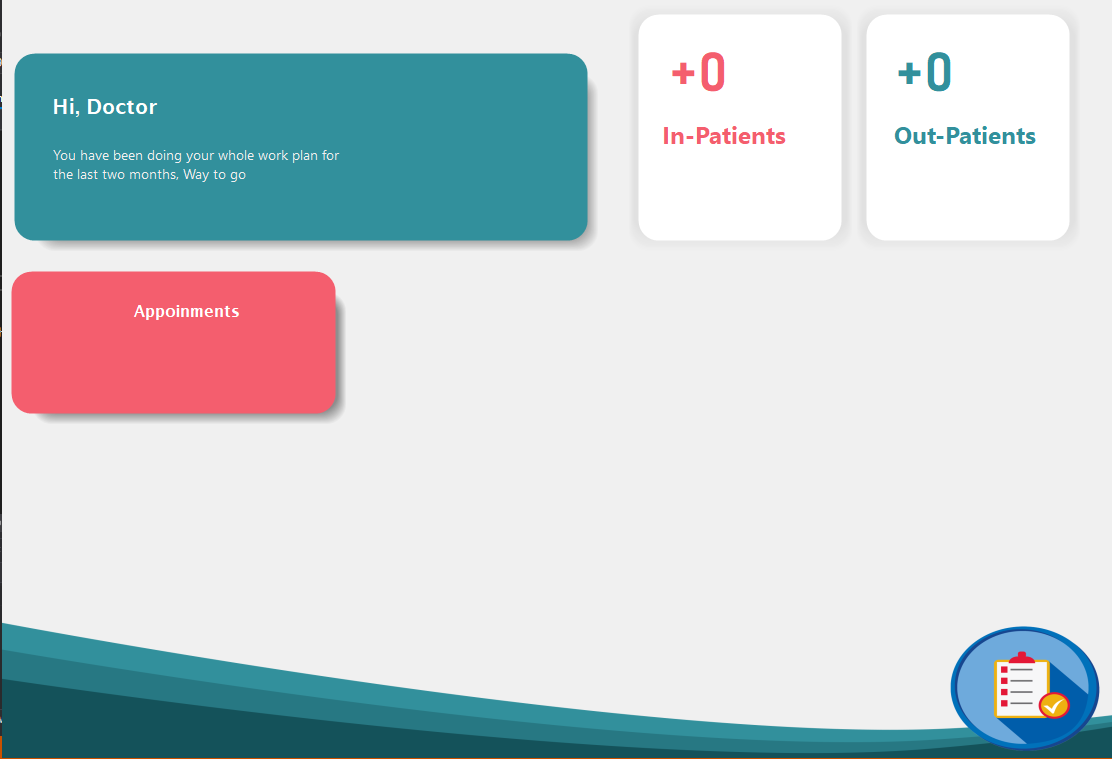 Hi, Doctor
You have been doing your whole work plan for
the last two months, Way to go
+0
In-Patients
+0
Out-Patients
Appoinments